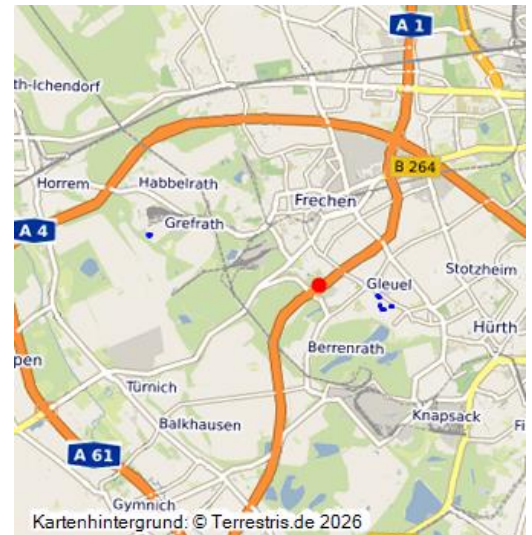 A 1
th-Ichendorf
B 264
Horrem
Habbelrath
Frechen
Grefrath
A 4
Stotzheim
Gleuel
Hürth
Berrenrath
pen
Türnich
Knapsack
Balkhausen
Fi
A 61
Gymnich
Kartenhintergrund: © Terrestris.de 2026